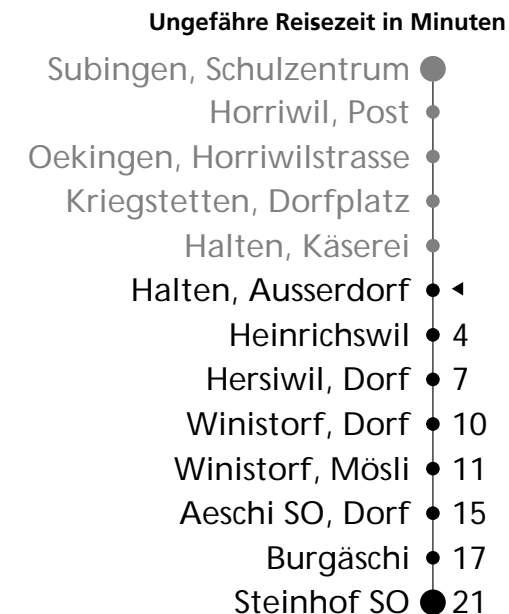 Ungefähre Reisezeit in Minuten
Subingen, Schulzentrum
Horriwil, Post
Oekingen, Horriwilstrasse
Kriegstetten, Dorfplatz
Halten, Käserei
Halten, Ausserdorf
Heinrichswil 4
Hersiwil, Dorf 7
Winistorf, Dorf 10
Winistorf, Mösli 11
Aeschi SO, Dorf 15
Burgäschi 17
Steinhof SO 21